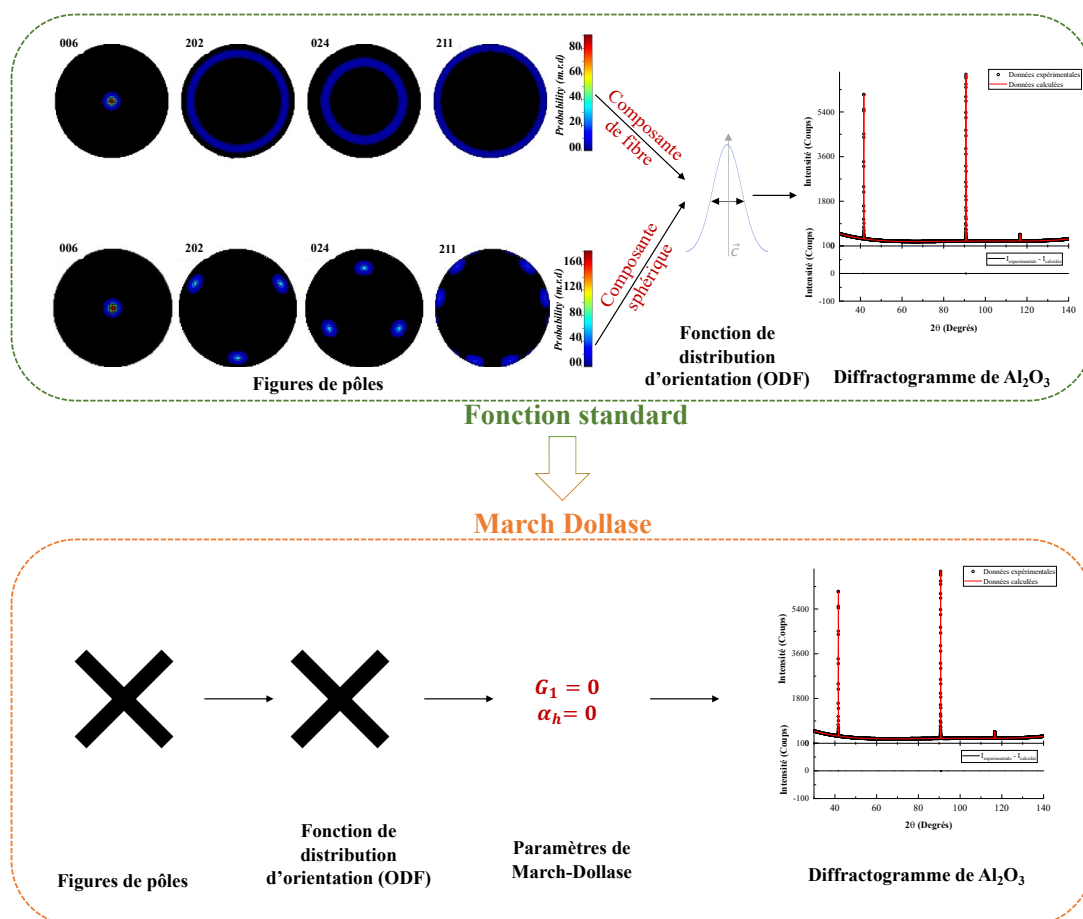 006
202
024
211
80
60
40
20
00
Probability (m.r.d)
Composante
de fibre
006
202
024
211
160
120
80
40
00
Probability (m.r.d)
Composante
sphérique
Figures de pôles
c
Fonction de
distribution
d'orientation (ODF)
Données expérimentales
Données calculées
5400
3600
1800
Intensité (Coups)
100
0
-100
Intensité (Coups)
I experimentale - I calculée
40 60 80 100 120 140
2θ (Degrés)
Diffractogramme de Al₂O₃
Fonction standard
March Dollase
G₁ = 0
αₕ= 0
Figures de pôles
Fonction de
distribution
d'orientation (ODF)
Paramètres de
March-Dollase
Données expérimentales
Données calculées
5400
3600
1800
Intensité (Coups)
100
0
-100
Intensité (Coups)
I experimentale - I calculée
40 60 80 100 120 140
2θ (Degrés)
Diffractogramme de Al₂O₃